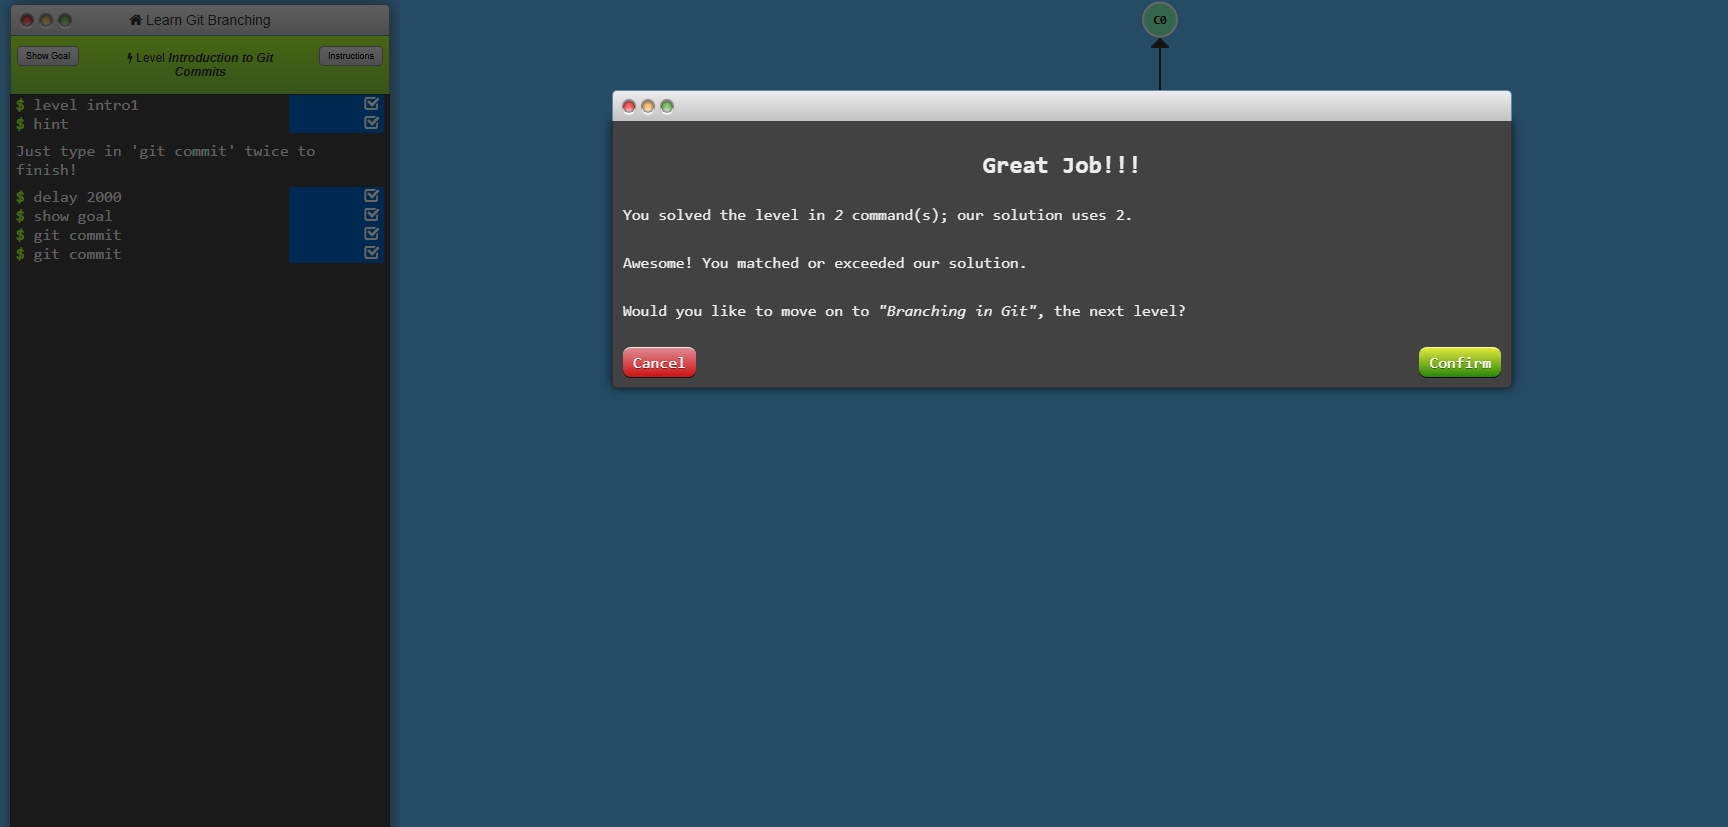 Learn Git Branching
Show Goal
Level Introduction to Git
Commits
Instructions
$ level intro1
$ hint
Just type in 'git commit' twice to
finish!
$ delay 2000
$ show goal
$ git commit
$ git commit
C0
Great Job!!!
You solved the level in 2 command(s); our solution uses 2.
Awesome! You matched or exceeded our solution.
Would you like to move on to "Branching in Git", the next level?
Cancel
Confirm